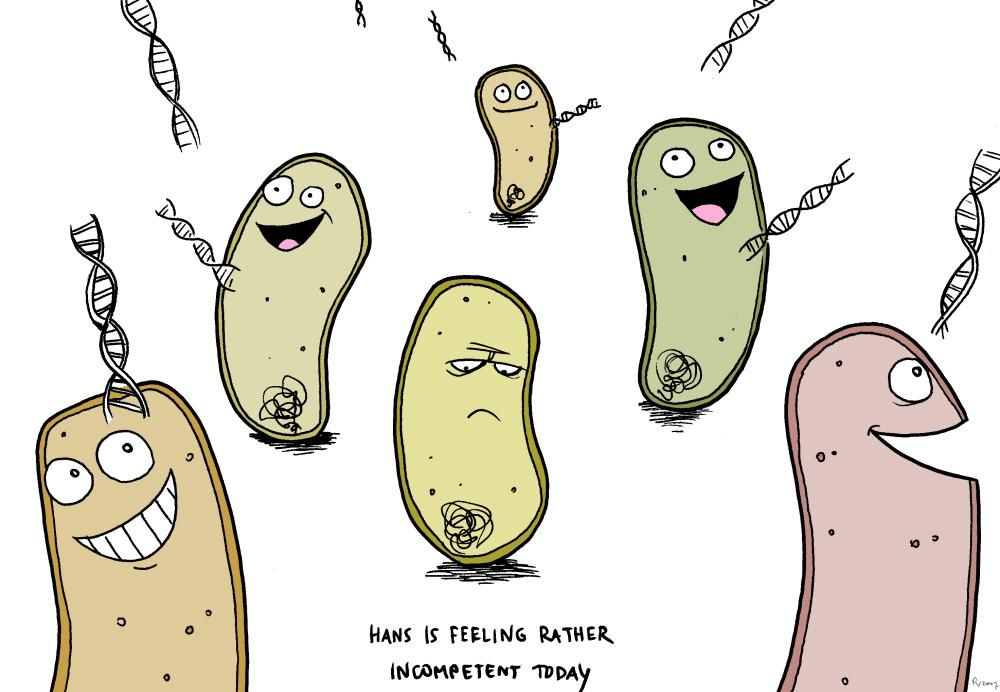 HANS IS FEELING RATHER
INCOMPETENT TODAY